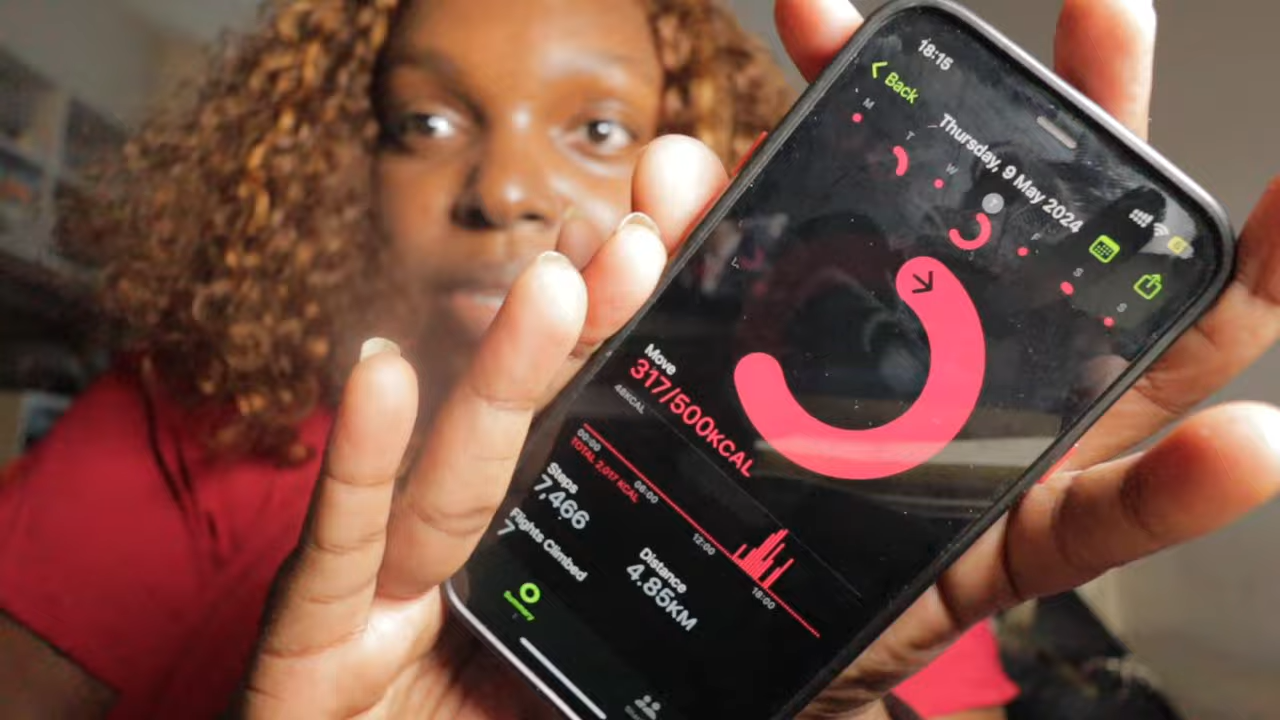 18:15
Back
Thursday, 9 May 2024
M T W T F S S
Move
317/500KCAL
48KCAL
00:00 06:00 12:00 18:00
TOTAL 2,017 KCAL
Steps
7,466
Distance
4.85KM
Flights Climbed
7
Summary